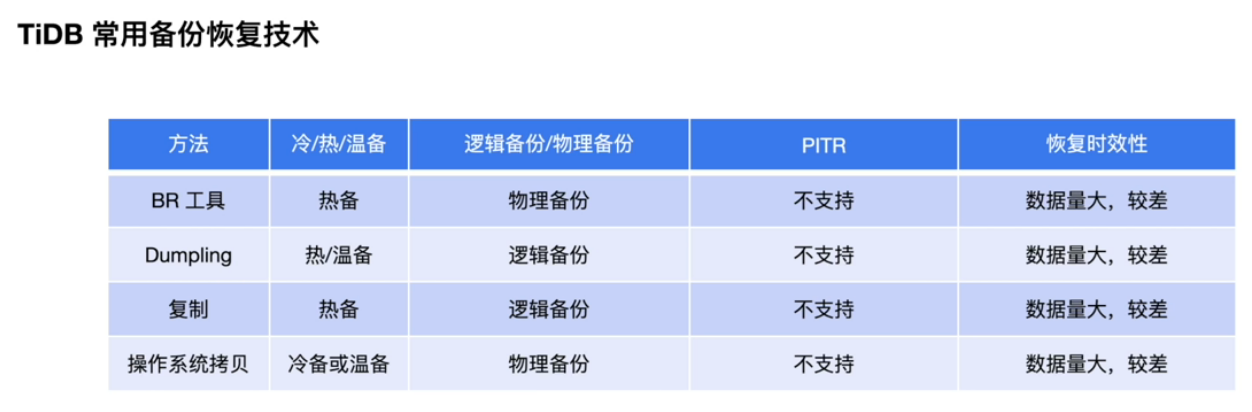 TiDB 常用备份恢复技术
方法 冷/热/温备 逻辑备份/物理备份 PITR 恢复时效性
BR 工具 热备 物理备份 不支持 数据量大，较差
Dumpling 热/温备 逻辑备份 不支持 数据量大，较差
复制 热备 逻辑备份 不支持 数据量大，较差
操作系统拷贝 冷备或温备 物理备份 不支持 数据量大，较差